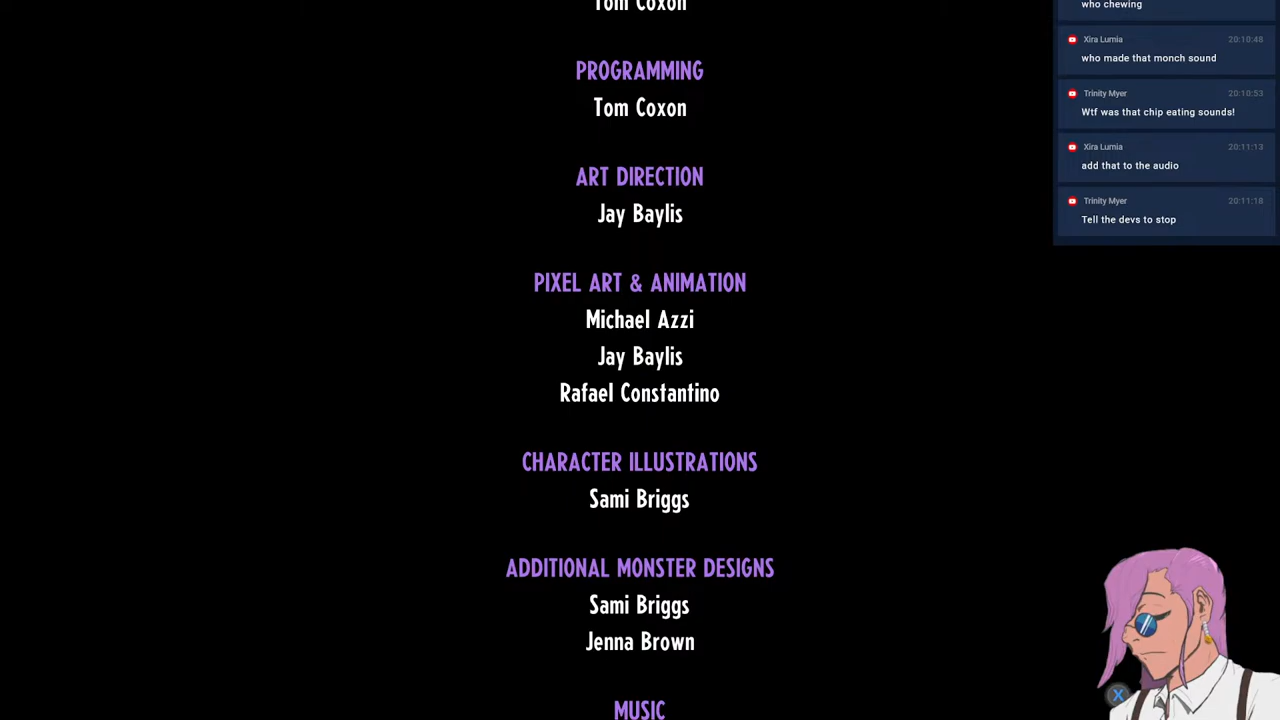 Tom Coxon
PROGRAMMING
Tom Coxon
ART DIRECTION
Jay Baylis
PIXEL ART & ANIMATION
Michael Azzi
Jay Baylis
Rafael Constantino
CHARACTER ILLUSTRATIONS
Sami Briggs
ADDITIONAL MONSTER DESIGNS
Sami Briggs
Jenna Brown
MUSIC
who chewing
Xira Lumia 20:10:48
who made that monch sound
Trinity Myer 20:10:53
Wtf was that chip eating sounds!
Xira Lumia 20:11:13
add that to the audio
Trinity Myer 20:11:18
Tell the devs to stop
X